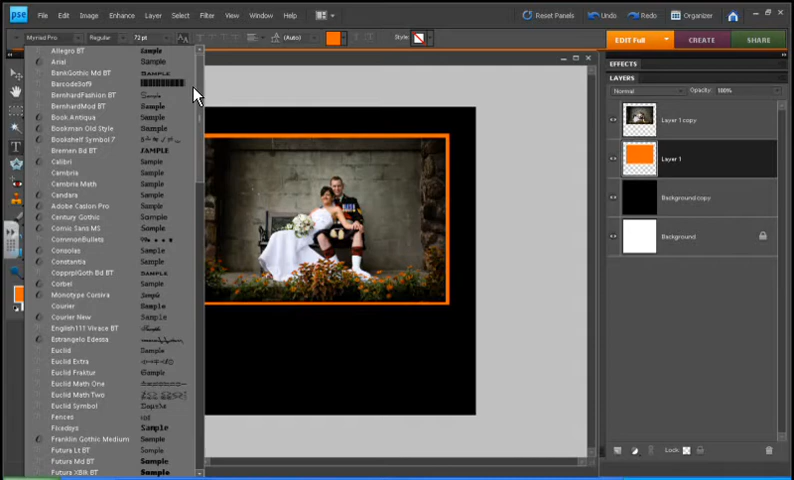 pse File Edit Image Enhance Layer Select Filter View Window Help Reset Panels Undo Redo Organizer
Myriad Pro Regular 72 pt (Auto) Style: EDIT Full CREATE SHARE
EFFECTS
LAYERS
Normal Opacity: 100%
Layer 1 copy
Layer 1
Background copy
Background
Lock:
Allegro BT Sample
Arial Sample
BankGothic Md BT SAMPLE
Barcode3of9
BernhardFashion BT Sample
BernhardMod BT Sample
Book Antiqua Sample
Bookman Old Style Sample
Bookshelf Symbol 7
Bremen Bd BT SAMPLE
Calibri Sample
Cambria Sample
Cambria Math Sample
Candara Sample
Adobe Caslon Pro Sample
Century Gothic Sample
Comic Sans MS Sample
CommonBullets
Consolas Sample
Constantia Sample
CopprplGoth Bd BT SAMPLE
Corbel Sample
Monotype Corsiva Sample
Courier Sample
Courier New Sample
English111 Vivace BT Sample
Estrangelo Edessa
Euclid Sample
Euclid Extra
Euclid Fraktur Sample
Euclid Math One
Euclid Math Two
Euclid Symbol
Fences
Fixedsys Sample
Franklin Gothic Medium Sample
Futura Lt BT Sample
Futura Md BT Sample
Futura XBlk BT Sample